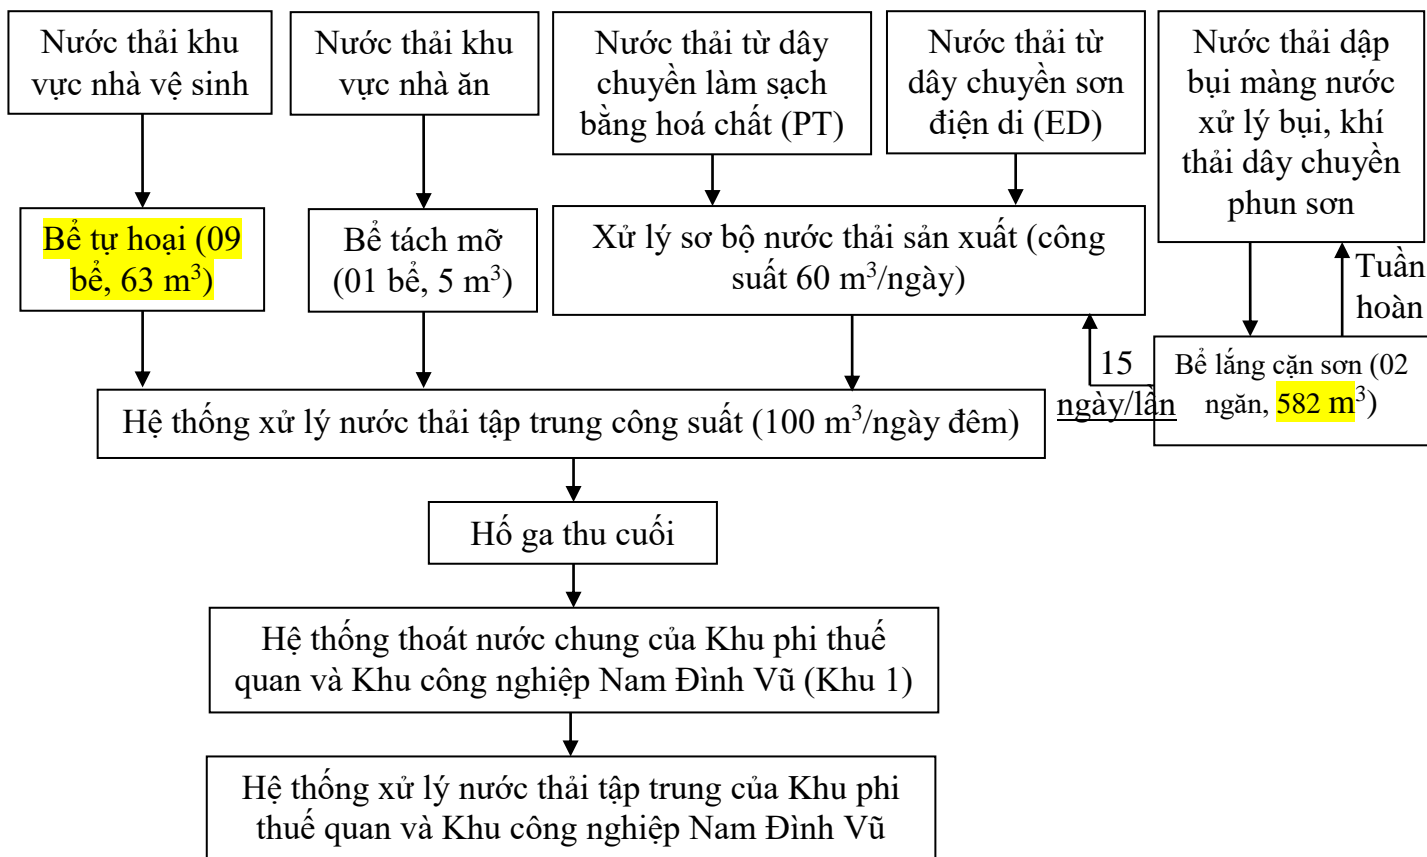 Nước thải khu
vực nhà vệ sinh
Nước thải khu
vực nhà ăn
Nước thải từ dây
chuyền làm sạch
bằng hoá chất (PT)
Nước thải từ
dây chuyền sơn
điện di (ED)
Nước thải dập
bụi màng nước
xử lý bụi, khí
thải dây chuyền
phun sơn
Bể tự hoại (09
bể, 63 m³)
Bể tách mỡ
(01 bể, 5 m³)
Xử lý sơ bộ nước thải sản xuất (công
suất 60 m³/ngày)
Tuần
hoàn
15
ngày/lần
Bể lắng cặn sơn (02
ngăn, 582 m³)
Hệ thống xử lý nước thải tập trung công suất (100 m³/ngày đêm)
Hố ga thu cuối
Hệ thống thoát nước chung của Khu phi thuế
quan và Khu công nghiệp Nam Đình Vũ (Khu 1)
Hệ thống xử lý nước thải tập trung của Khu phi
thuế quan và Khu công nghiệp Nam Đình Vũ